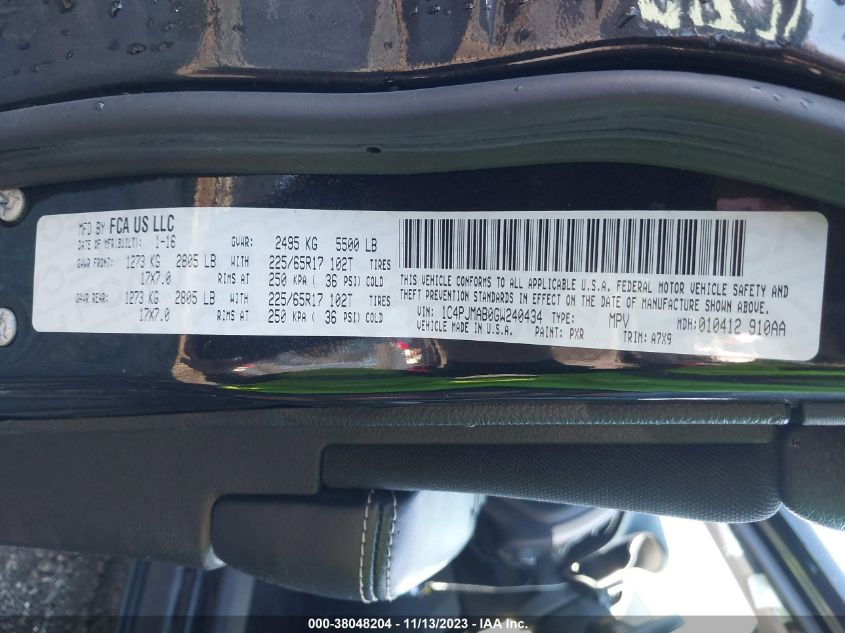 MFD BY FCA US LLC
DATE OF MFR(BUILT): 1-16 GVWR: 2495 KG 5500 LB
GAWR FRONT: 1273 KG 2805 LB WITH 225/65R17 102T TIRES
17X7.0 RIMS AT 250 KPA ( 36 PSI) COLD
GAWR REAR: 1273 KG 2805 LB WITH 225/65R17 102T TIRES
17X7.0 RIMS AT 250 KPA ( 36 PSI) COLD
THIS VEHICLE CONFORMS TO ALL APPLICABLE U.S.A. FEDERAL MOTOR VEHICLE SAFETY AND
THEFT PREVENTION STANDARDS IN EFFECT ON THE DATE OF MANUFACTURE SHOWN ABOVE.
VIN: 1C4PJMAB0GW240434 TYPE: MPV MDH: 010412 910AA
MADE IN U.S.A. PAINT: PXR TRIM: A7X9
000-38048204 - 11/13/2023 - IAA Inc.